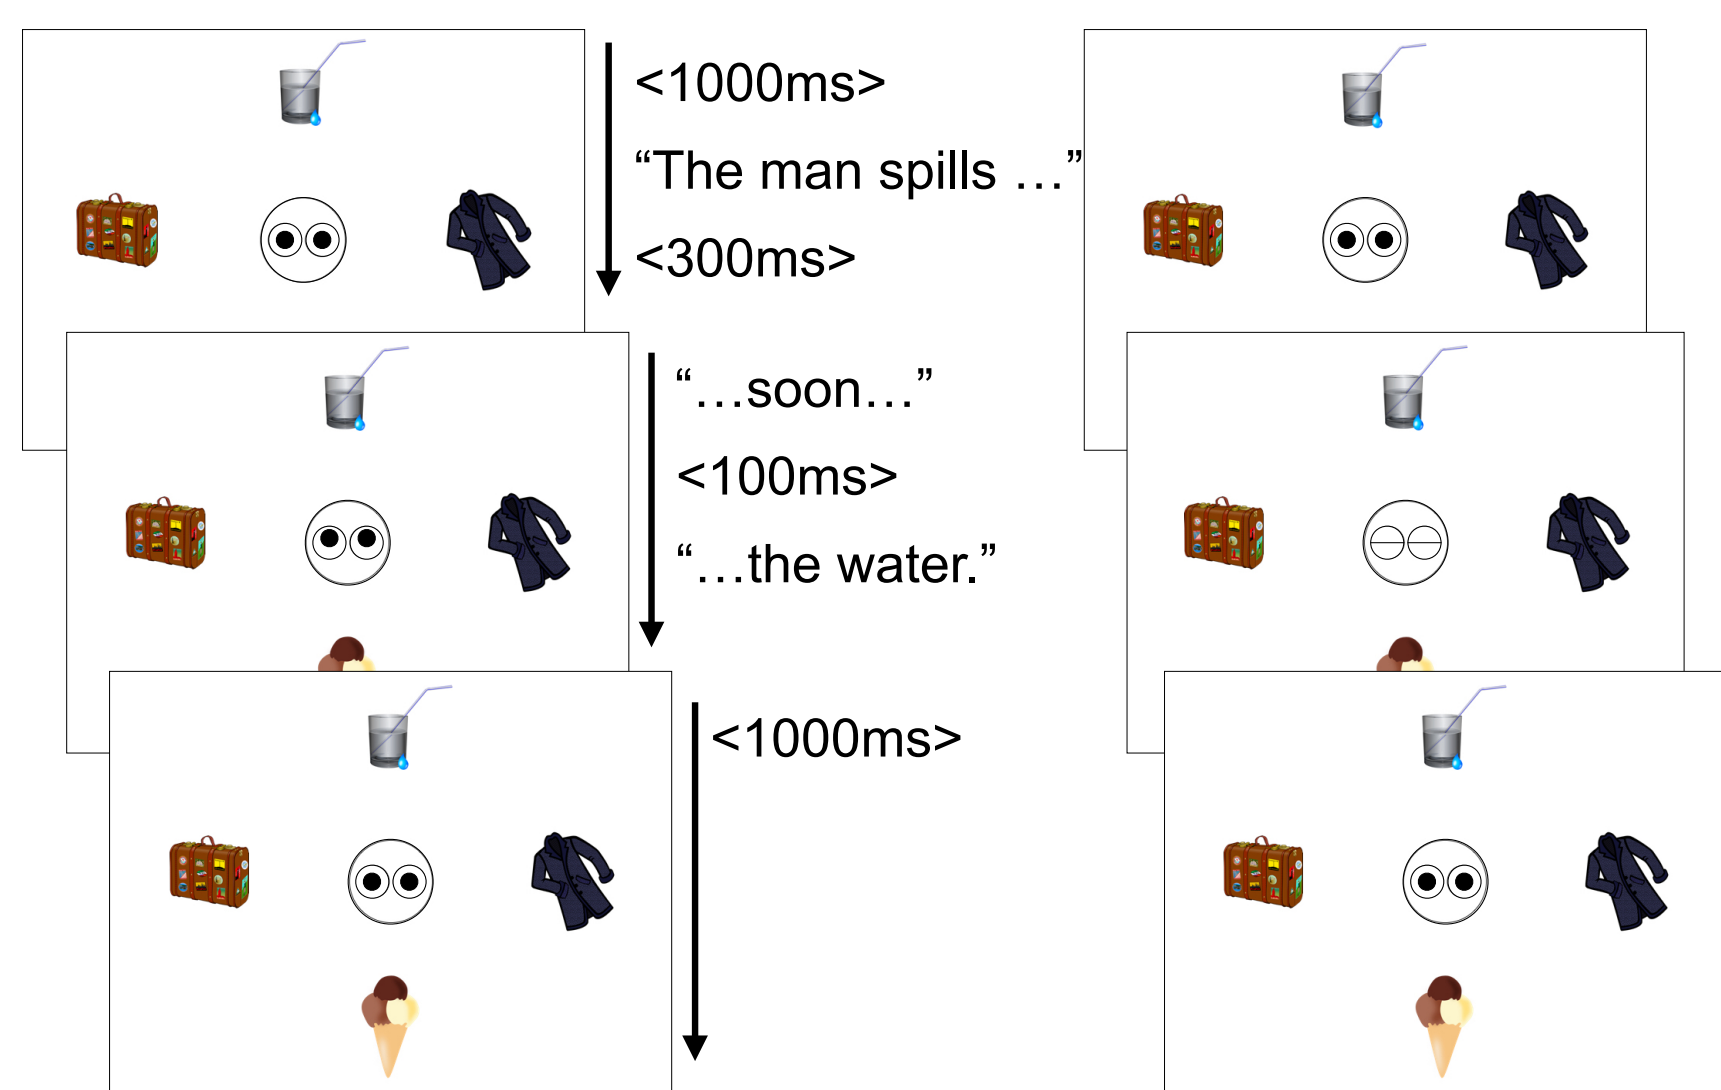 <1000ms>
“The man spills …”
<300ms>
“…soon…”
<100ms>
“…the water.”
<1000ms>